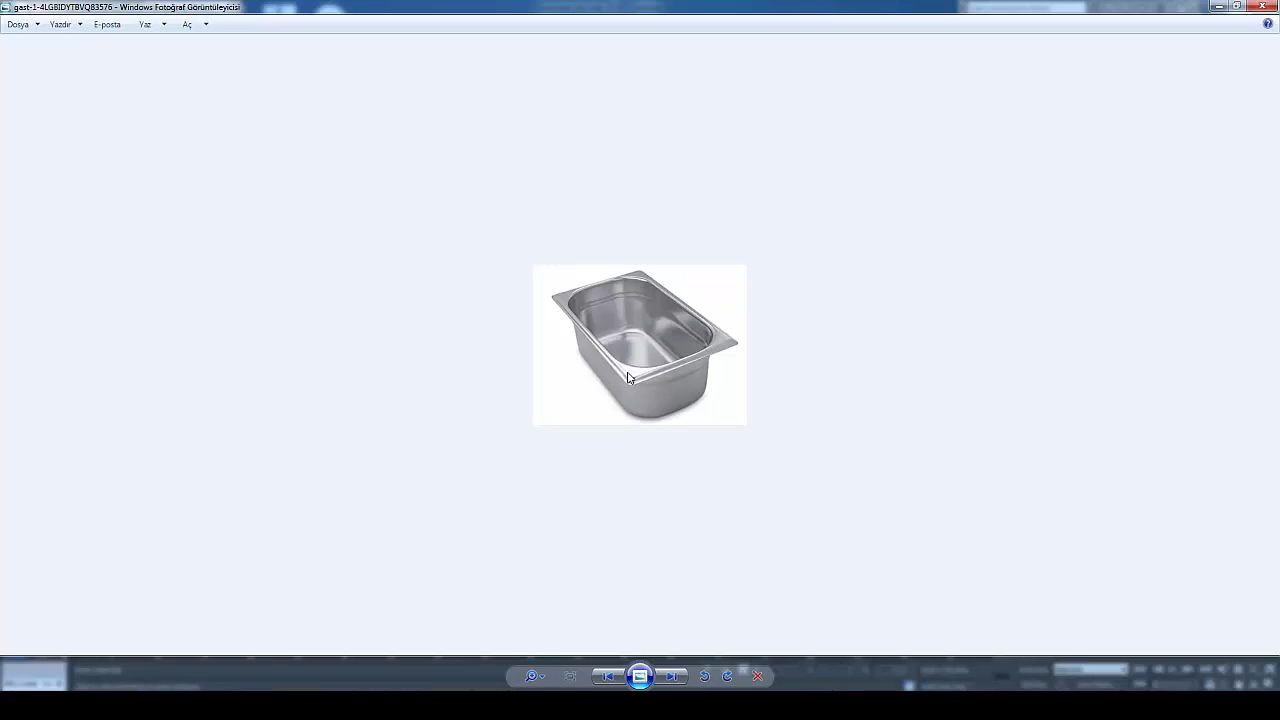 gast-1-4LGBIDYTBVQ83576 - Windows Fotoğraf Görüntüleyicisi
Dosya Yazdır E-posta Yaz Aç